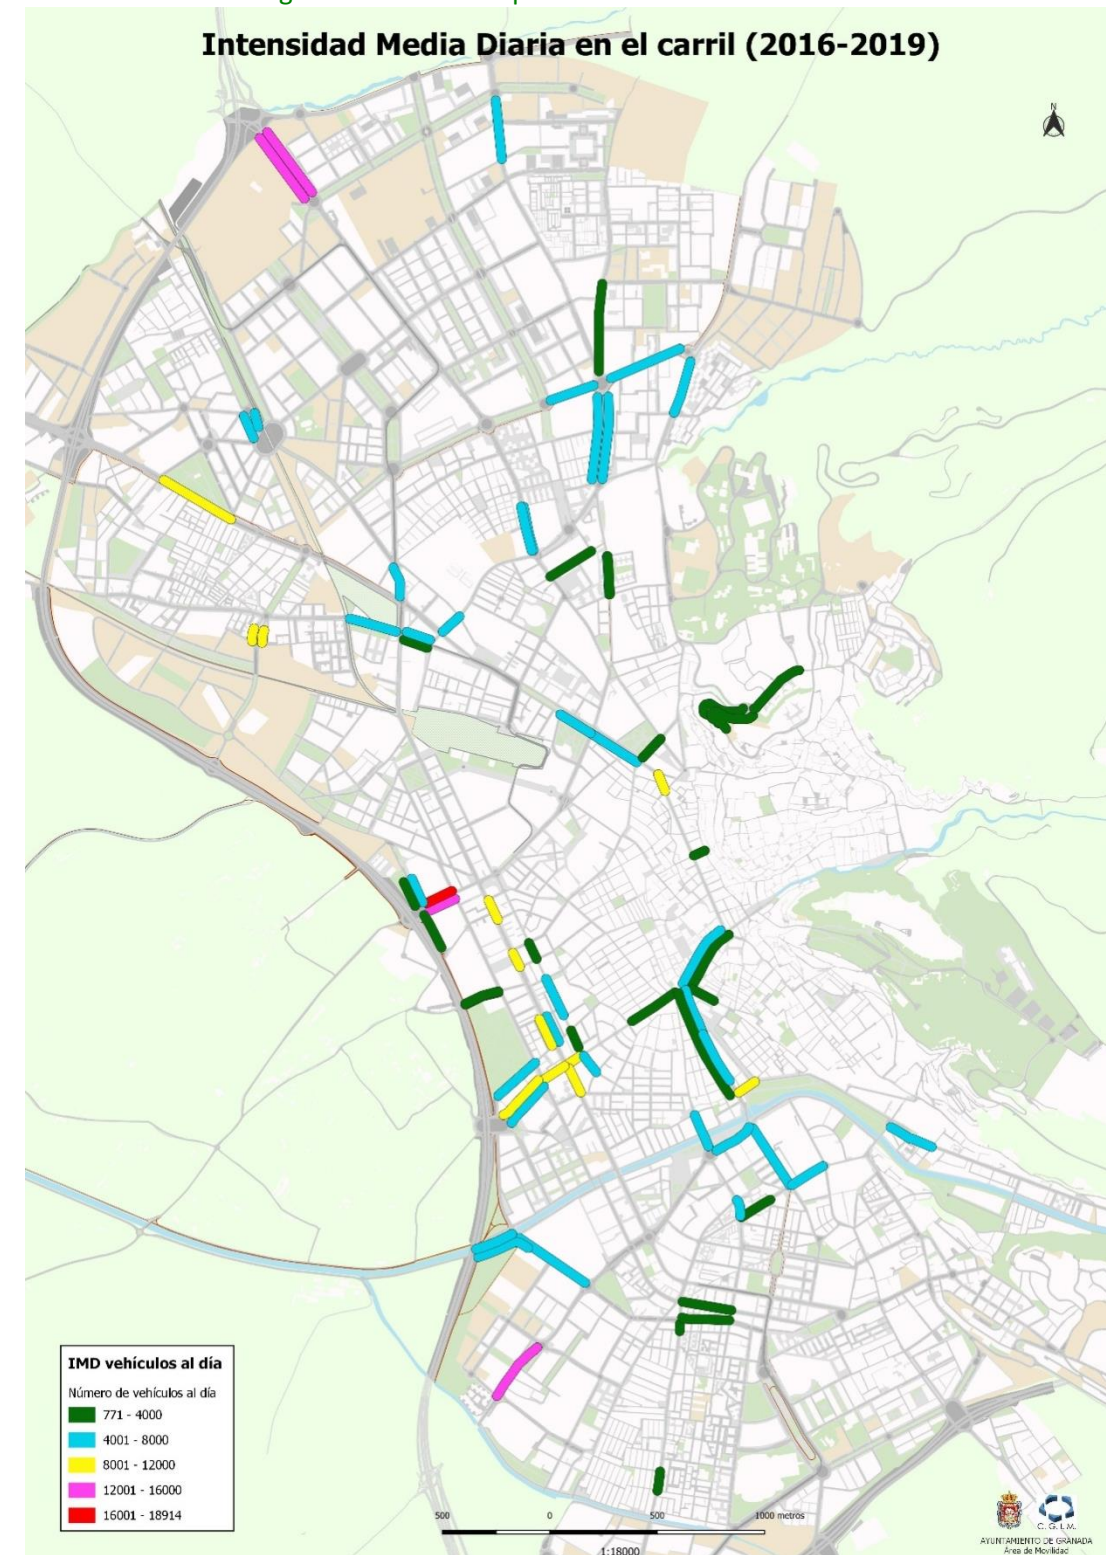 Intensidad Media Diaria en el carril (2016-2019)
N
IMD vehículos al día
Número de vehículos al día
771 - 4000
4001 - 8000
8001 - 12000
12001 - 16000
16001 - 18914
500 0 500 1000 metros
1:18000
C. G. I. M.
AYUNTAMIENTO DE GRANADA
Área de Movilidad